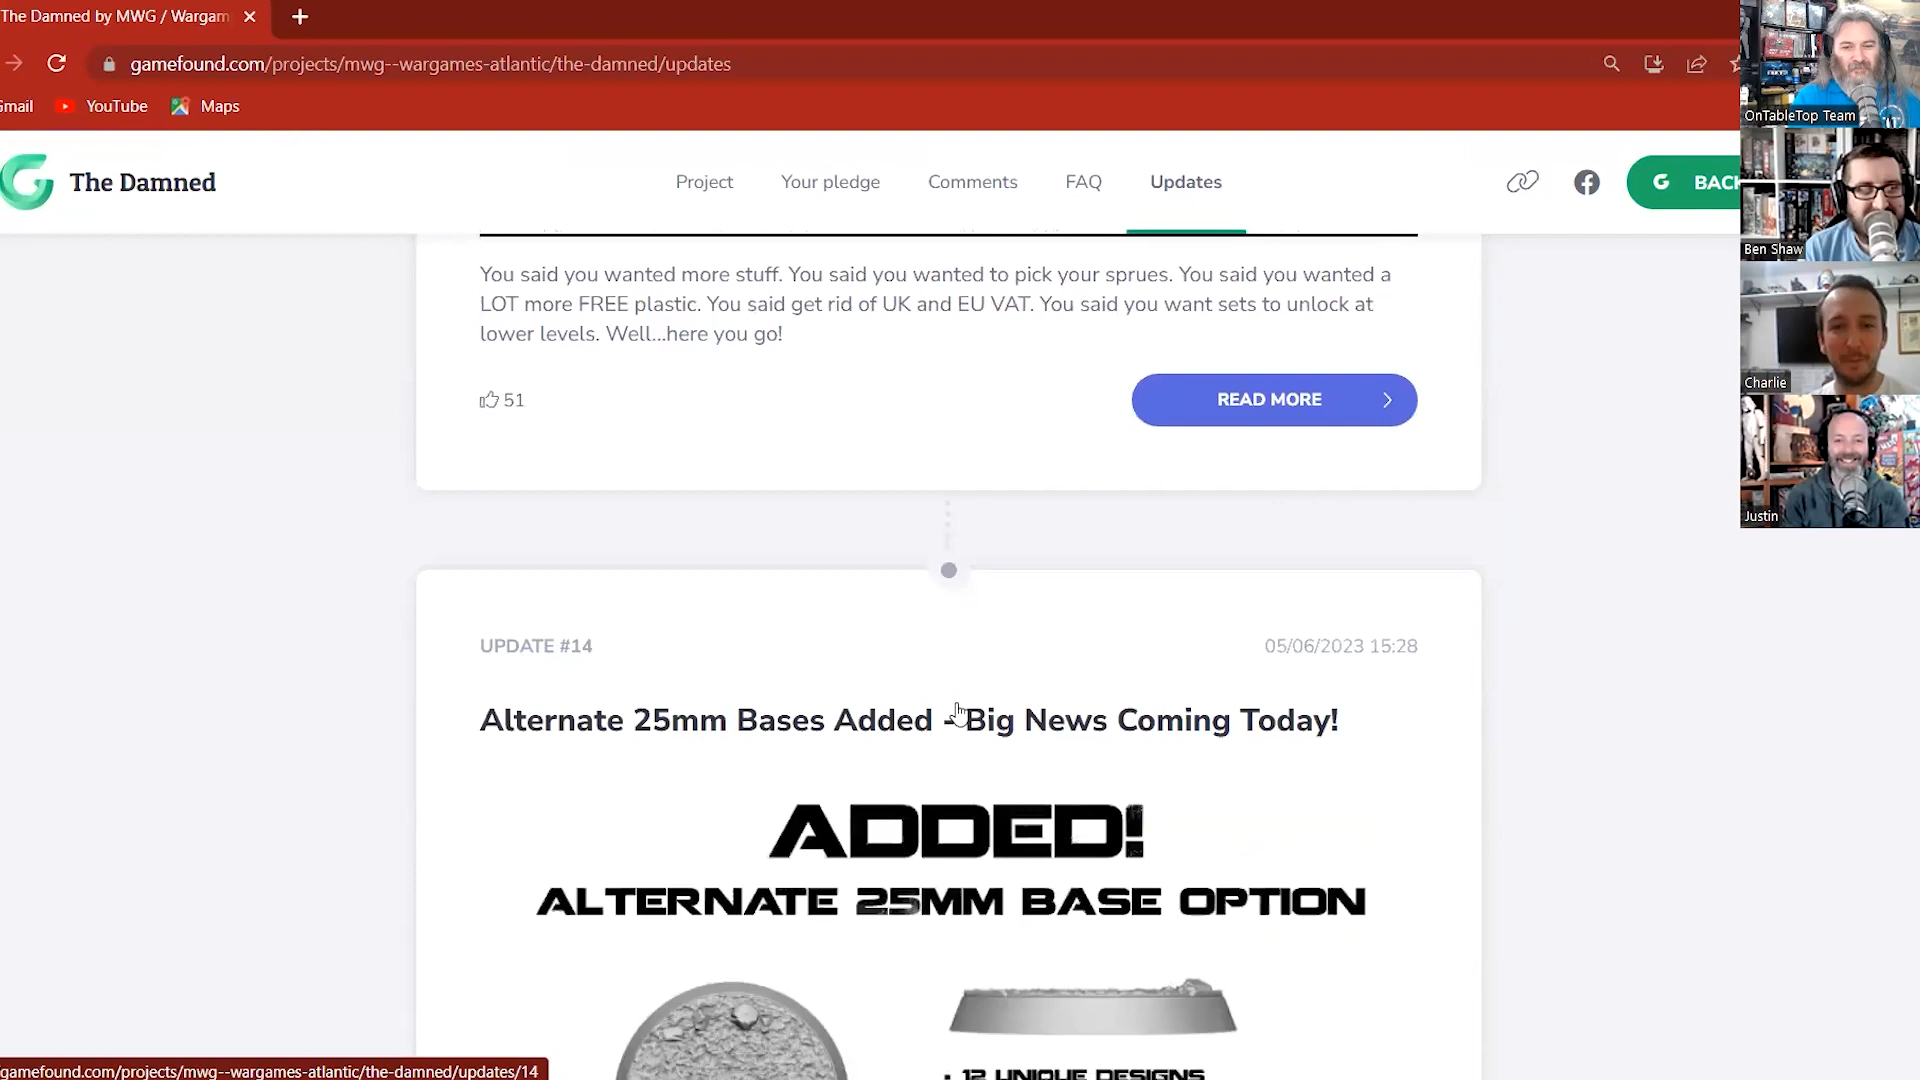 The Damned by MWG / Wargam
gamefound.com/projects/mwg--wargames-atlantic/the-damned/updates
Gmail
YouTube
Maps
The Damned
Project
Your pledge
Comments
FAQ
Updates
BACK
OnTableTop Team
Ben Shaw
Charlie
Justin
You said you wanted more stuff. You said you wanted to pick your sprues. You said you wanted a
LOT more FREE plastic. You said get rid of UK and EU VAT. You said you want sets to unlock at
lower levels. Well...here you go!
51
READ MORE
UPDATE #14
05/06/2023 15:28
Alternate 25mm Bases Added - Big News Coming Today!
ADDED!
ALTERNATE 25MM BASE OPTION
• 12 UNIQUE DESIGNS
gamefound.com/projects/mwg--wargames-atlantic/the-damned/updates/14